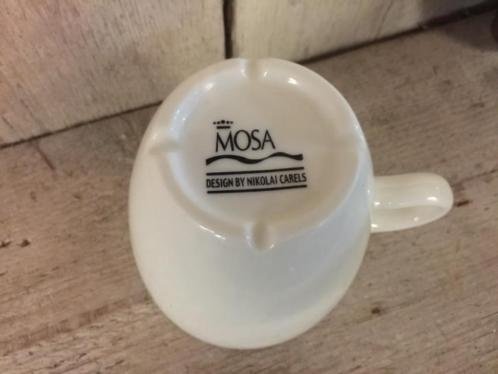 MOSA
DESIGN BY NIKOLAI CARELS